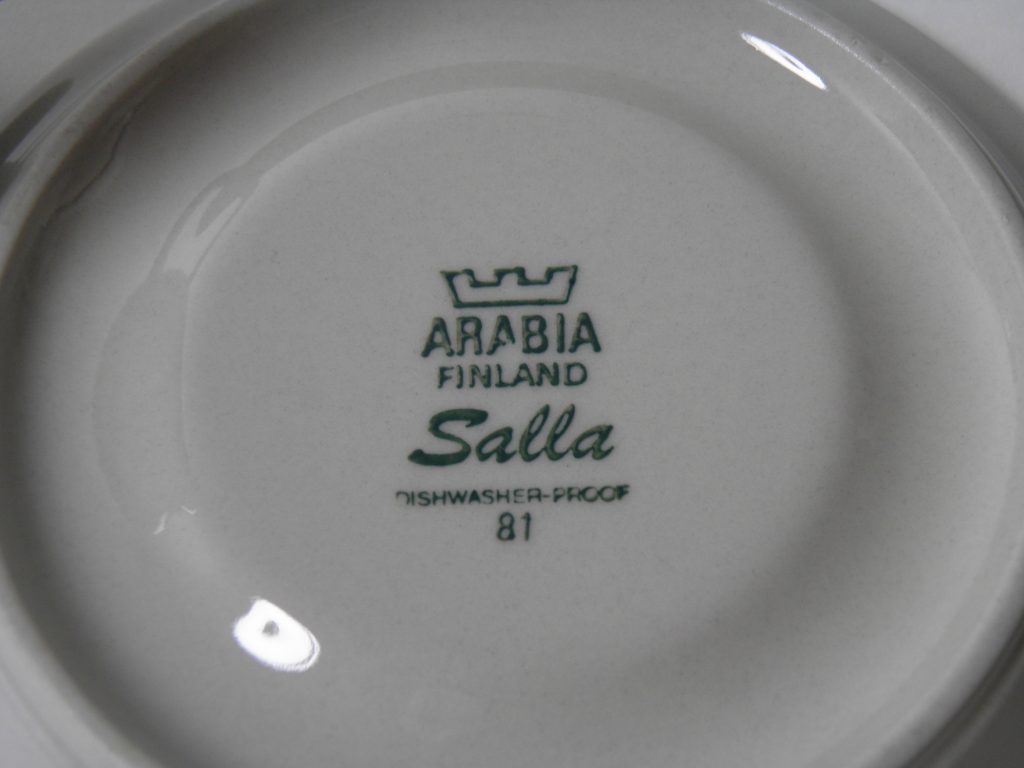 ARABIA
FINLAND
Salla
DISHWASHER-PROOF
81